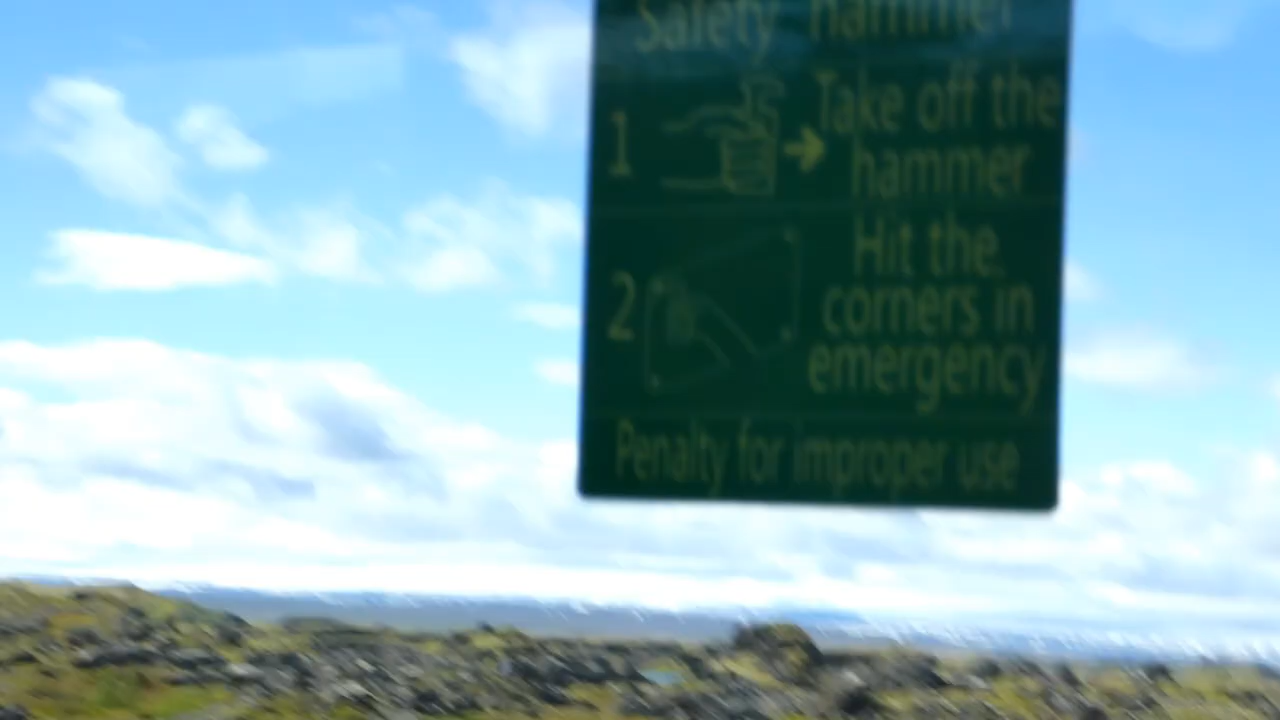 Safety hammer
1
Take off the
hammer
2
Hit the
corners in
emergency
Penalty for improper use